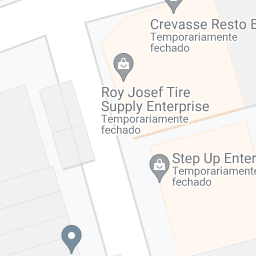 Crevasse Resto
Temporariamente
fechado
Roy Josef Tire
Supply Enterprise
Temporariamente
fechado
Step Up Enter
Temporariamente
fechado